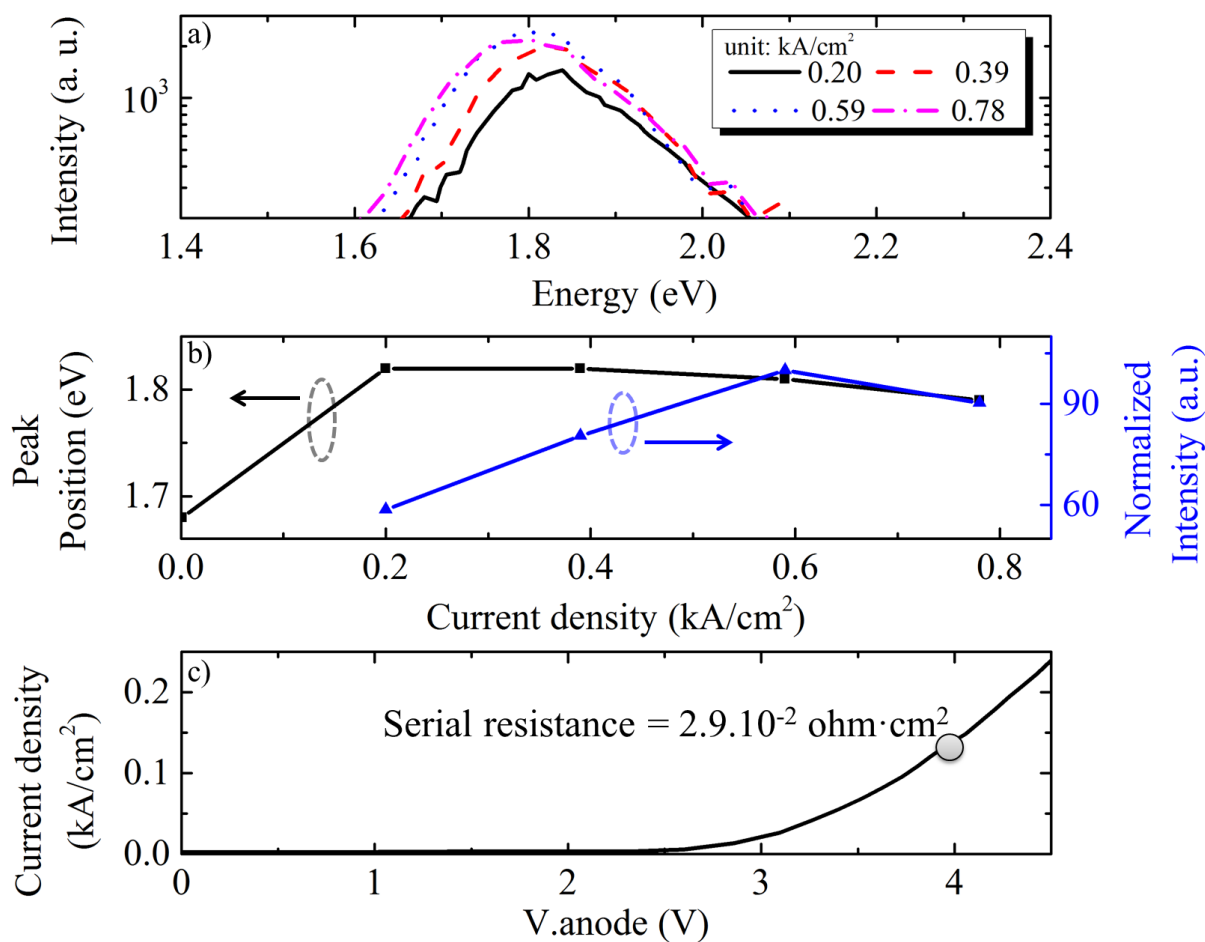 a)
Intensity (a. u.)
10³
unit: kA/cm²
0.20 0.39
0.59 0.78
1.4 1.6 1.8 2.0 2.2 2.4
Energy (eV)
b)
Peak
Position (eV)
1.8
1.7
90
60
Normalized
Intensity (a.u.)
0.0 0.2 0.4 0.6 0.8
Current density (kA/cm²)
c)
Current density
(kA/cm²)
0.2
0.1
0.0
Serial resistance = 2.9.10⁻² ohm·cm²
0 1 2 3 4
V.anode (V)